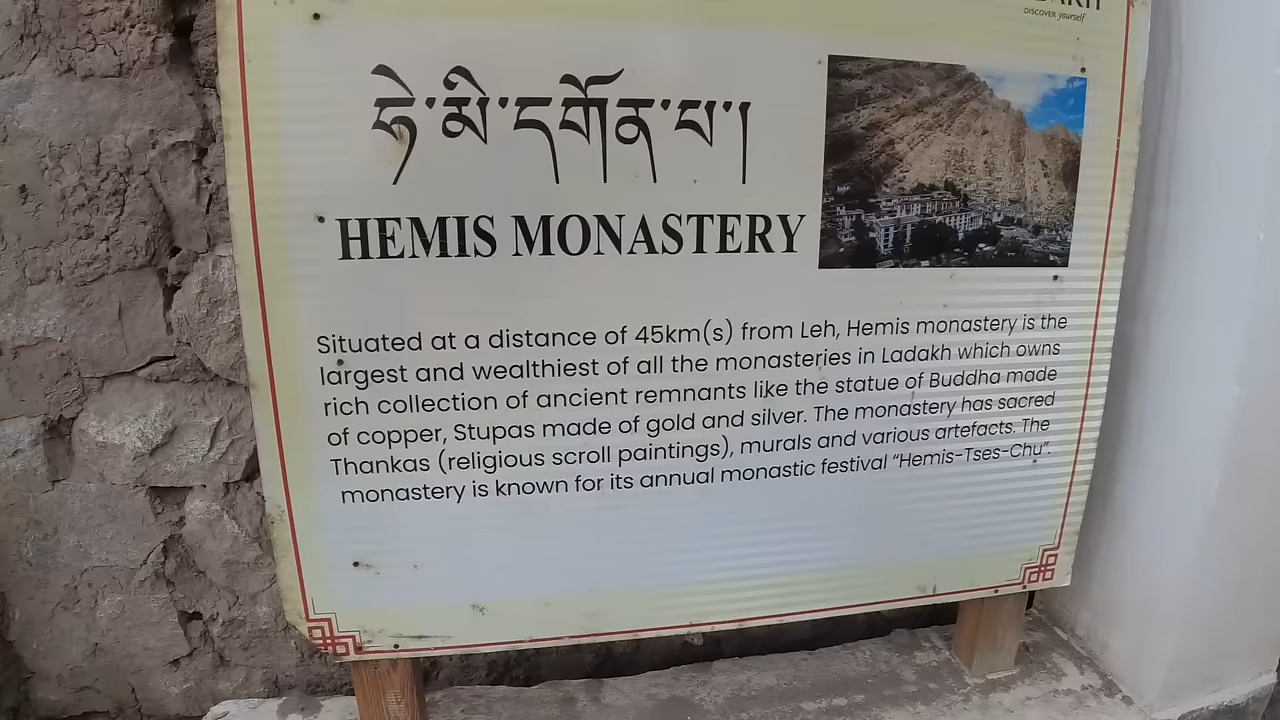 DISCOVER yourself
ཧེ་མི་དགོན་པ།
HEMIS MONASTERY
Situated at a distance of 45km(s) from Leh, Hemis monastery is the
largest and wealthiest of all the monasteries in Ladakh which owns
rich collection of ancient remnants like the statue of Buddha made
of copper, Stupas made of gold and silver. The monastery has sacred
Thankas (religious scroll paintings), murals and various artefacts. The
monastery is known for its annual monastic festival “Hemis-Tses-Chu”.